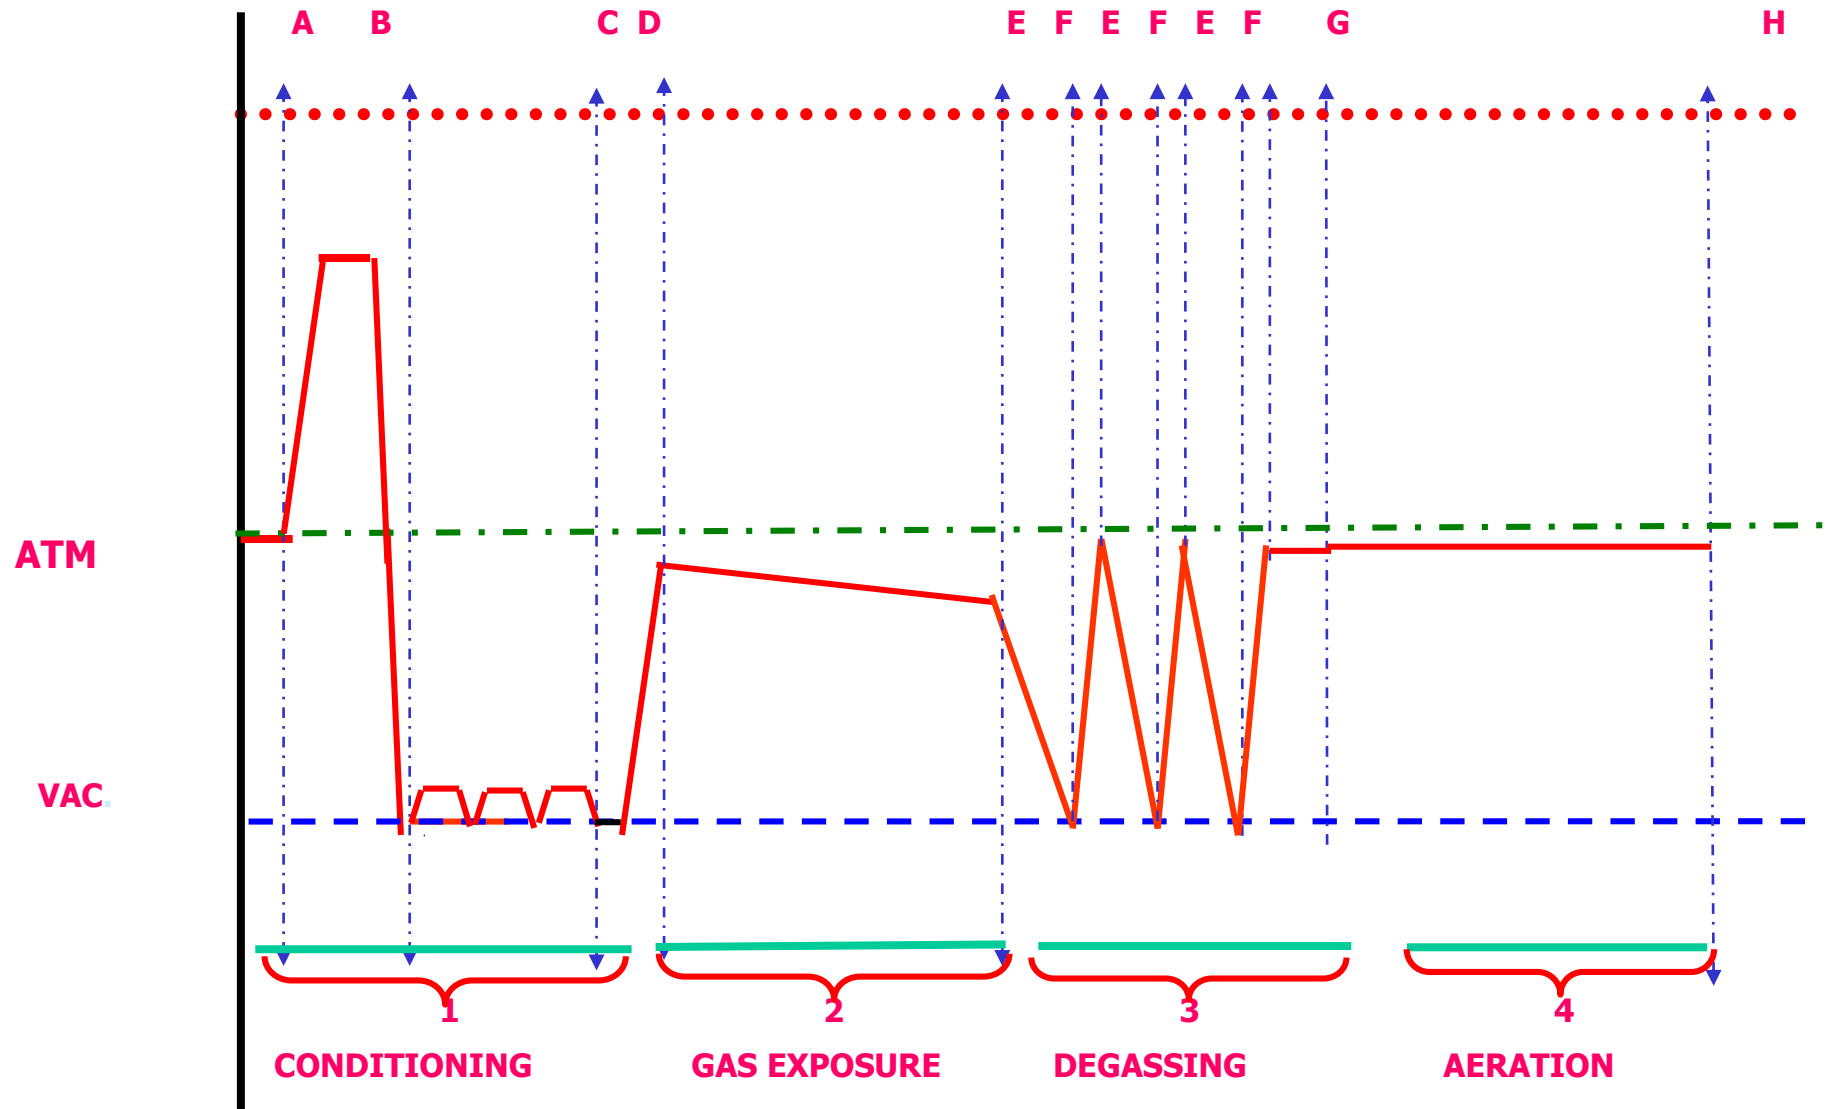 A B C D E F E F E F G H
ATM
VAC.
1 2 3 4
CONDITIONING GAS EXPOSURE DEGASSING AERATION